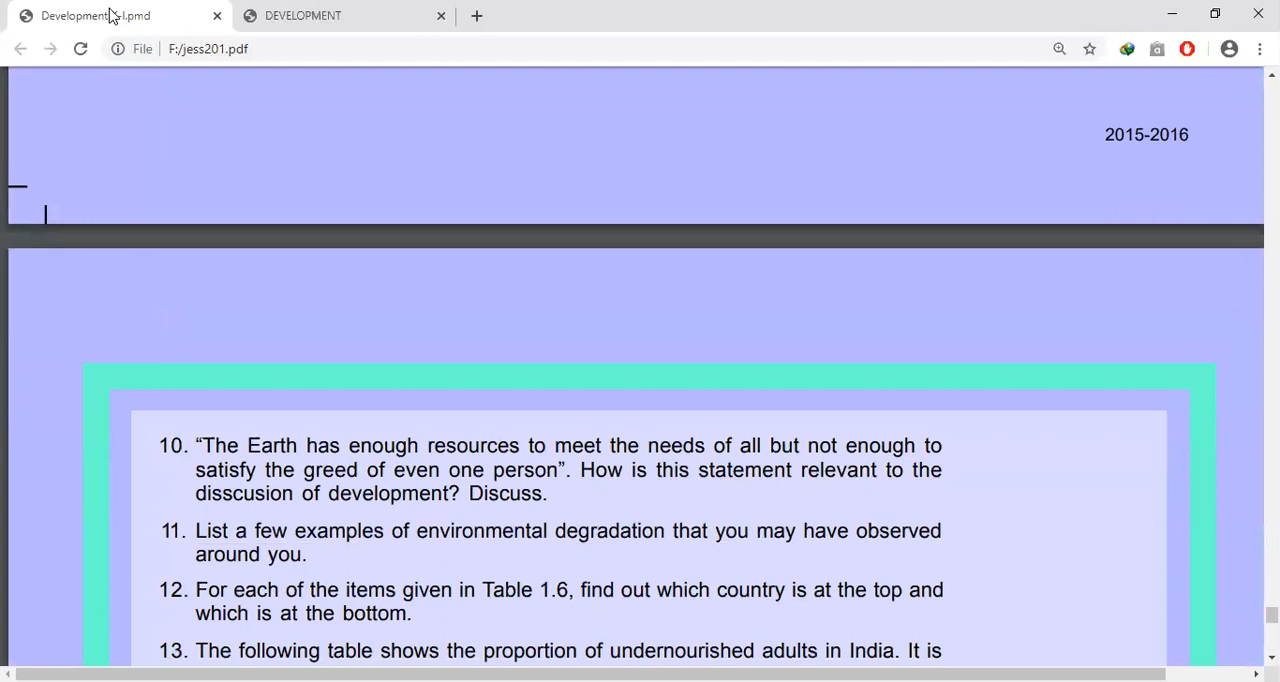 Development I.pmd
DEVELOPMENT
File
F:/jess201.pdf
2015-2016
10. “The Earth has enough resources to meet the needs of all but not enough to
satisfy the greed of even one person”. How is this statement relevant to the
disscusion of development? Discuss.
11. List a few examples of environmental degradation that you may have observed
around you.
12. For each of the items given in Table 1.6, find out which country is at the top and
which is at the bottom.
13. The following table shows the proportion of undernourished adults in India. It is